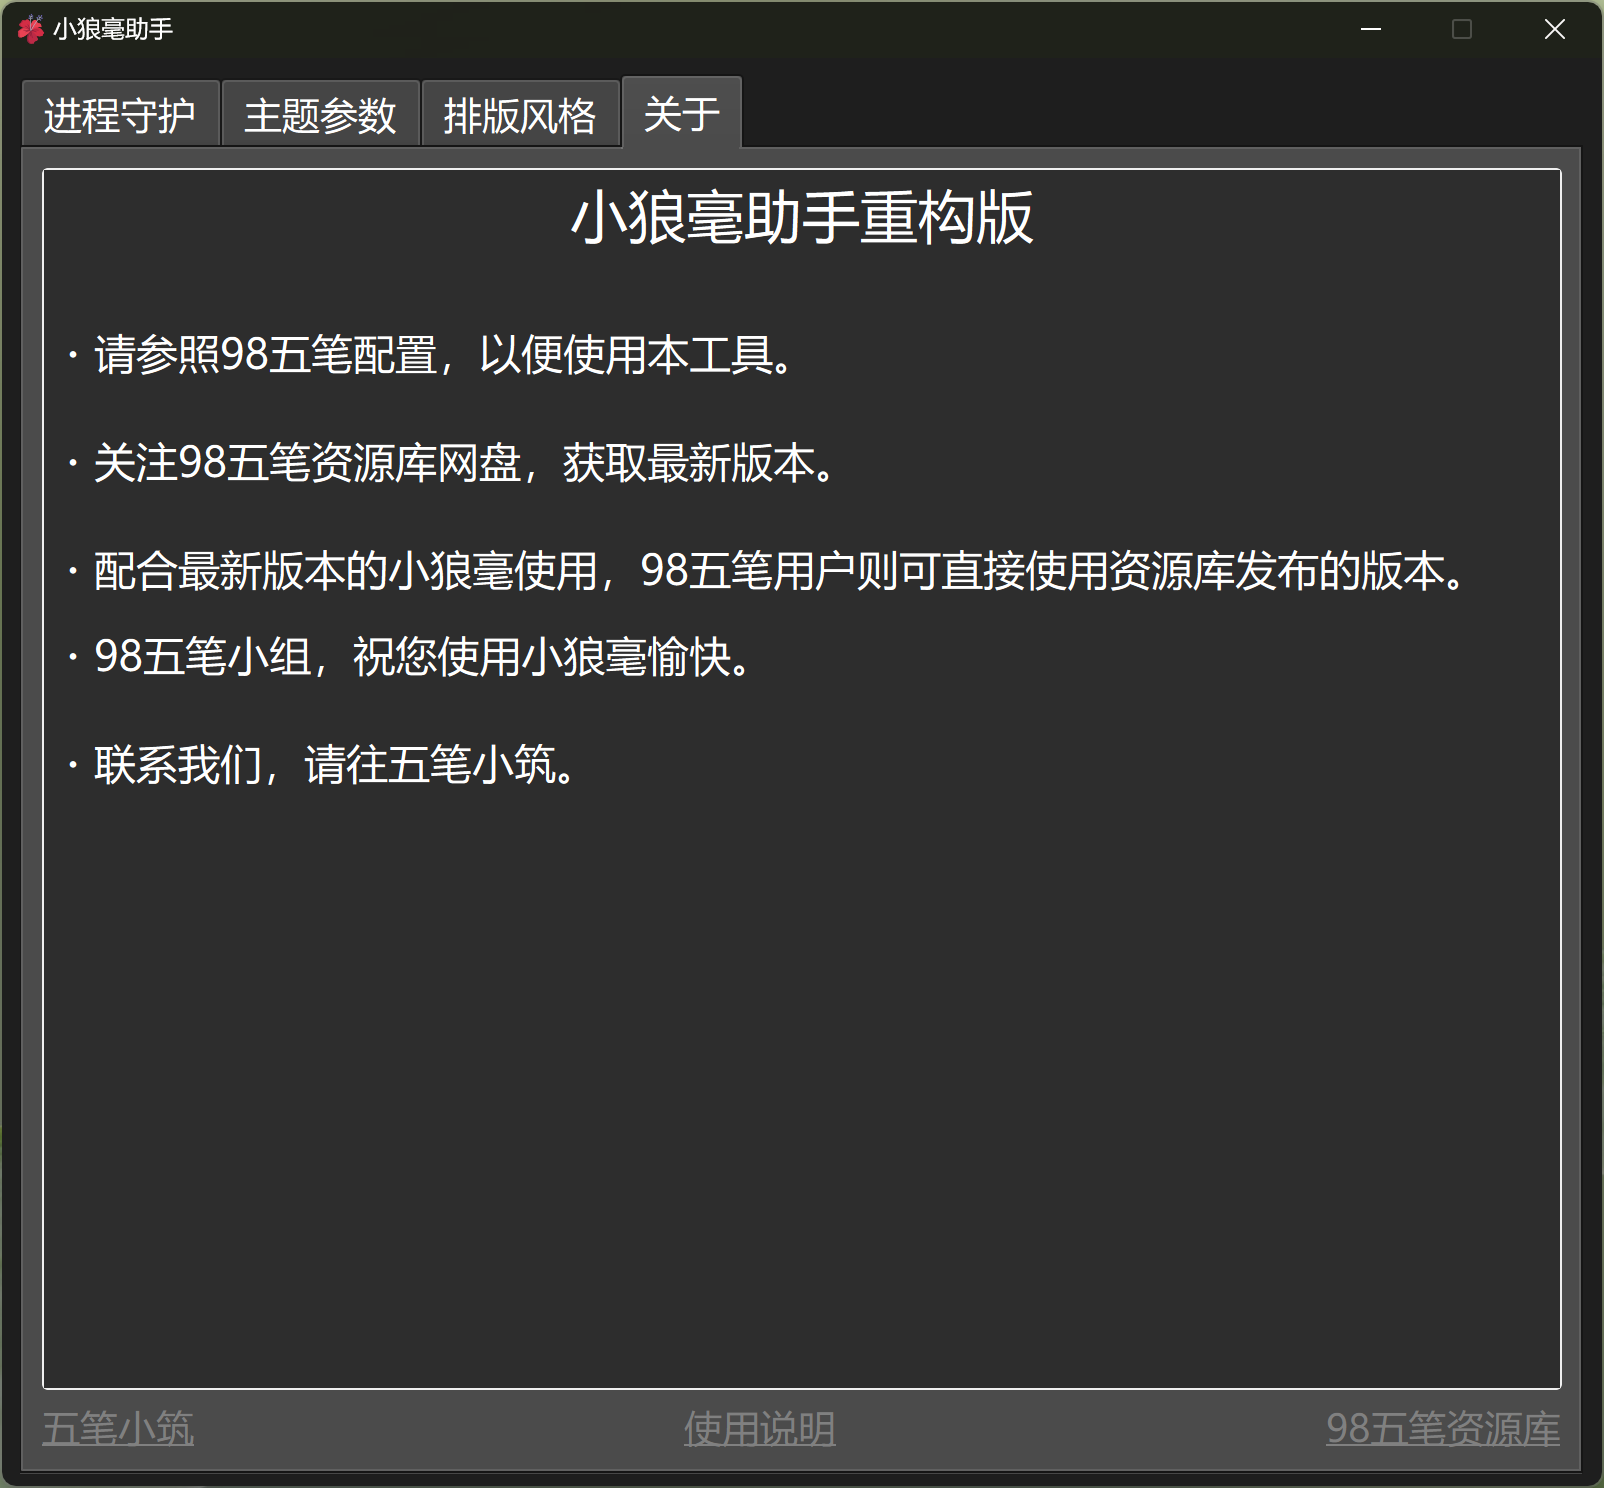 小狼毫助手
进程守护 主题参数 排版风格 关于
小狼毫助手重构版
· 请参照98五笔配置，以便使用本工具。
· 关注98五笔资源库网盘，获取最新版本。
· 配合最新版本的小狼毫使用，98五笔用户则可直接使用资源库发布的版本。
· 98五笔小组，祝您使用小狼毫愉快。
· 联系我们，请往五笔小筑。
五笔小筑 使用说明 98五笔资源库